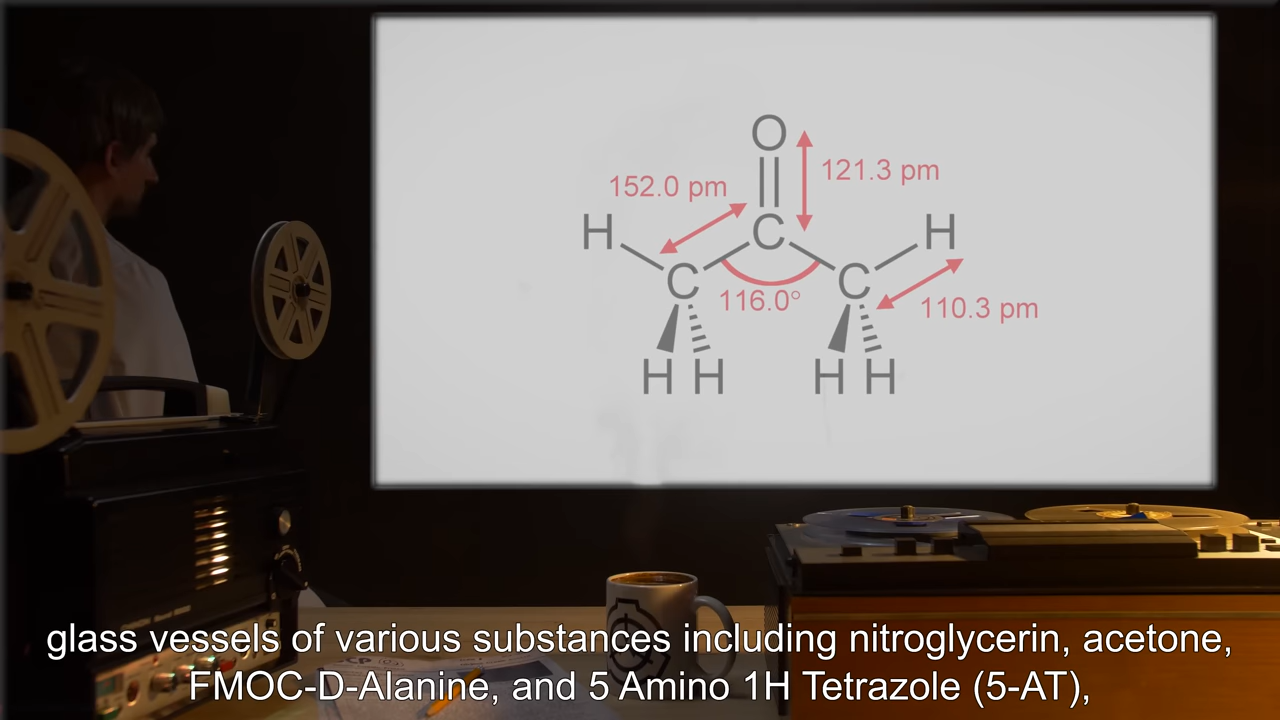 O
121.3 pm
152.0 pm
H
C
H
C
C
116.0°
110.3 pm
H H
H H
CP
glass vessels of various substances including nitroglycerin, acetone,
FMOC-D-Alanine, and 5 Amino 1H Tetrazole (5-AT),